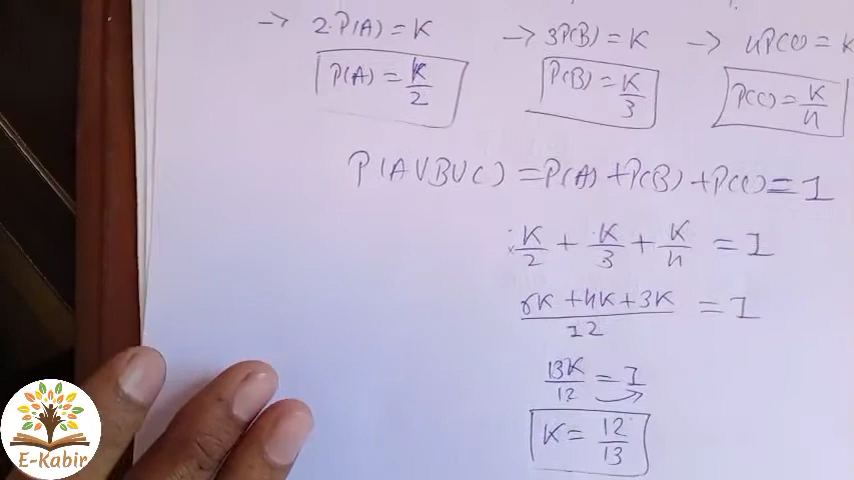 → 2.P(A) = K → 3P(B) = K → 4P(C) = K
P(A) = K/2 P(B) = K/3 P(C) = K/4
P(A∪B∪C) = P(A) + P(B) + P(C) = 1
K/2 + K/3 + K/4 = 1
6K + 4K + 3K / 12 = 1
13K/12 = 1
K = 12/13
E-Kabir